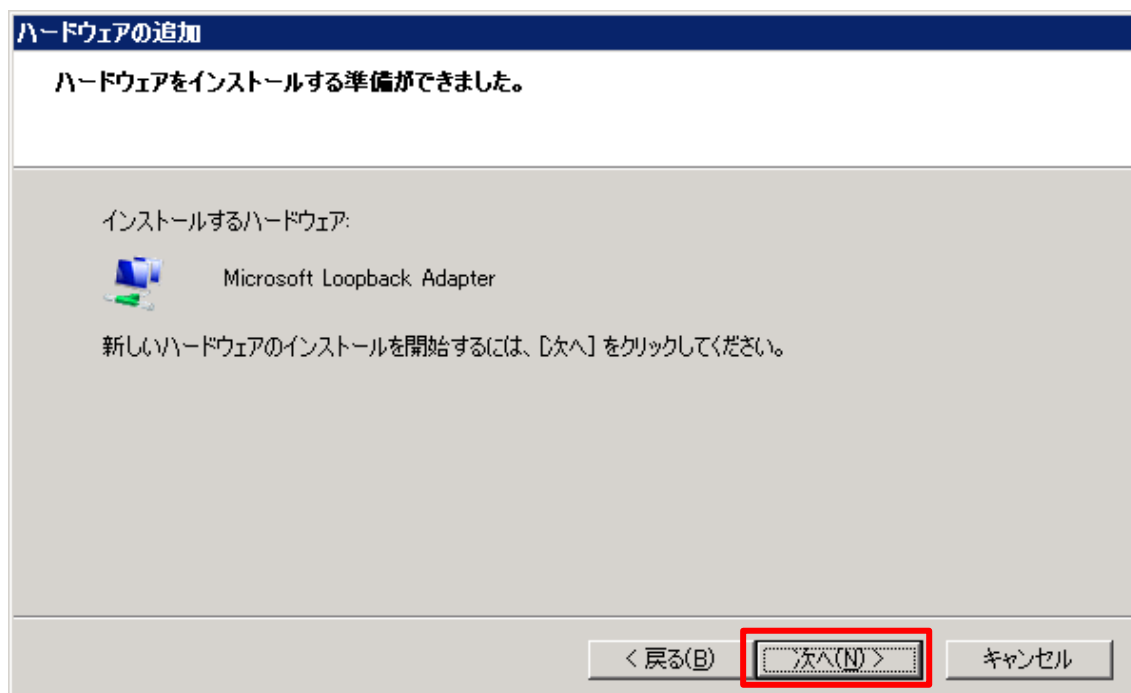 ハードウェアの追加
ハードウェアをインストールする準備ができました。
インストールするハードウェア:
Microsoft Loopback Adapter
新しいハードウェアのインストールを開始するには、[次へ] をクリックしてください。
< 戻る(B)
次へ(N) >
キャンセル